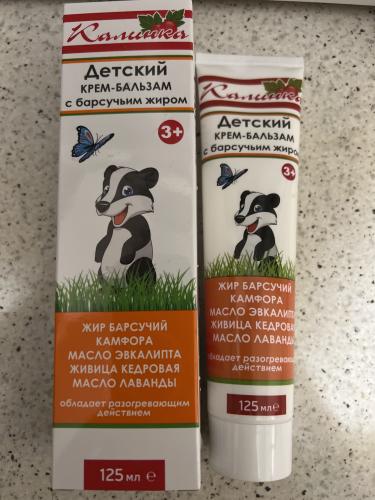 Калинка
Детский
КРЕМ-БАЛЬЗАМ
с барсучьим жиром
3+
ЖИР БАРСУЧИЙ
КАМФОРА
МАСЛО ЭВКАЛИПТА
ЖИВИЦА КЕДРОВАЯ
МАСЛО ЛАВАНДЫ
обладает разогревающим
действием
125 мл е
Калинка
Детский
КРЕМ-БАЛЬЗАМ
с барсучьим жиром
3+
ЖИР БАРСУЧИЙ
КАМФОРА
МАСЛО ЭВКАЛИПТА
ЖИВИЦА КЕДРОВАЯ
МАСЛО ЛАВАНДЫ
обладает разогревающим
действием
125 мл е